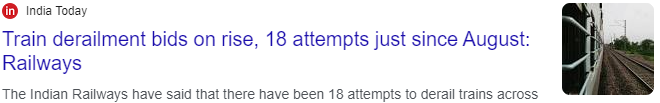 in India Today
Train derailment bids on rise, 18 attempts just since August:
Railways
The Indian Railways have said that there have been 18 attempts to derail trains across